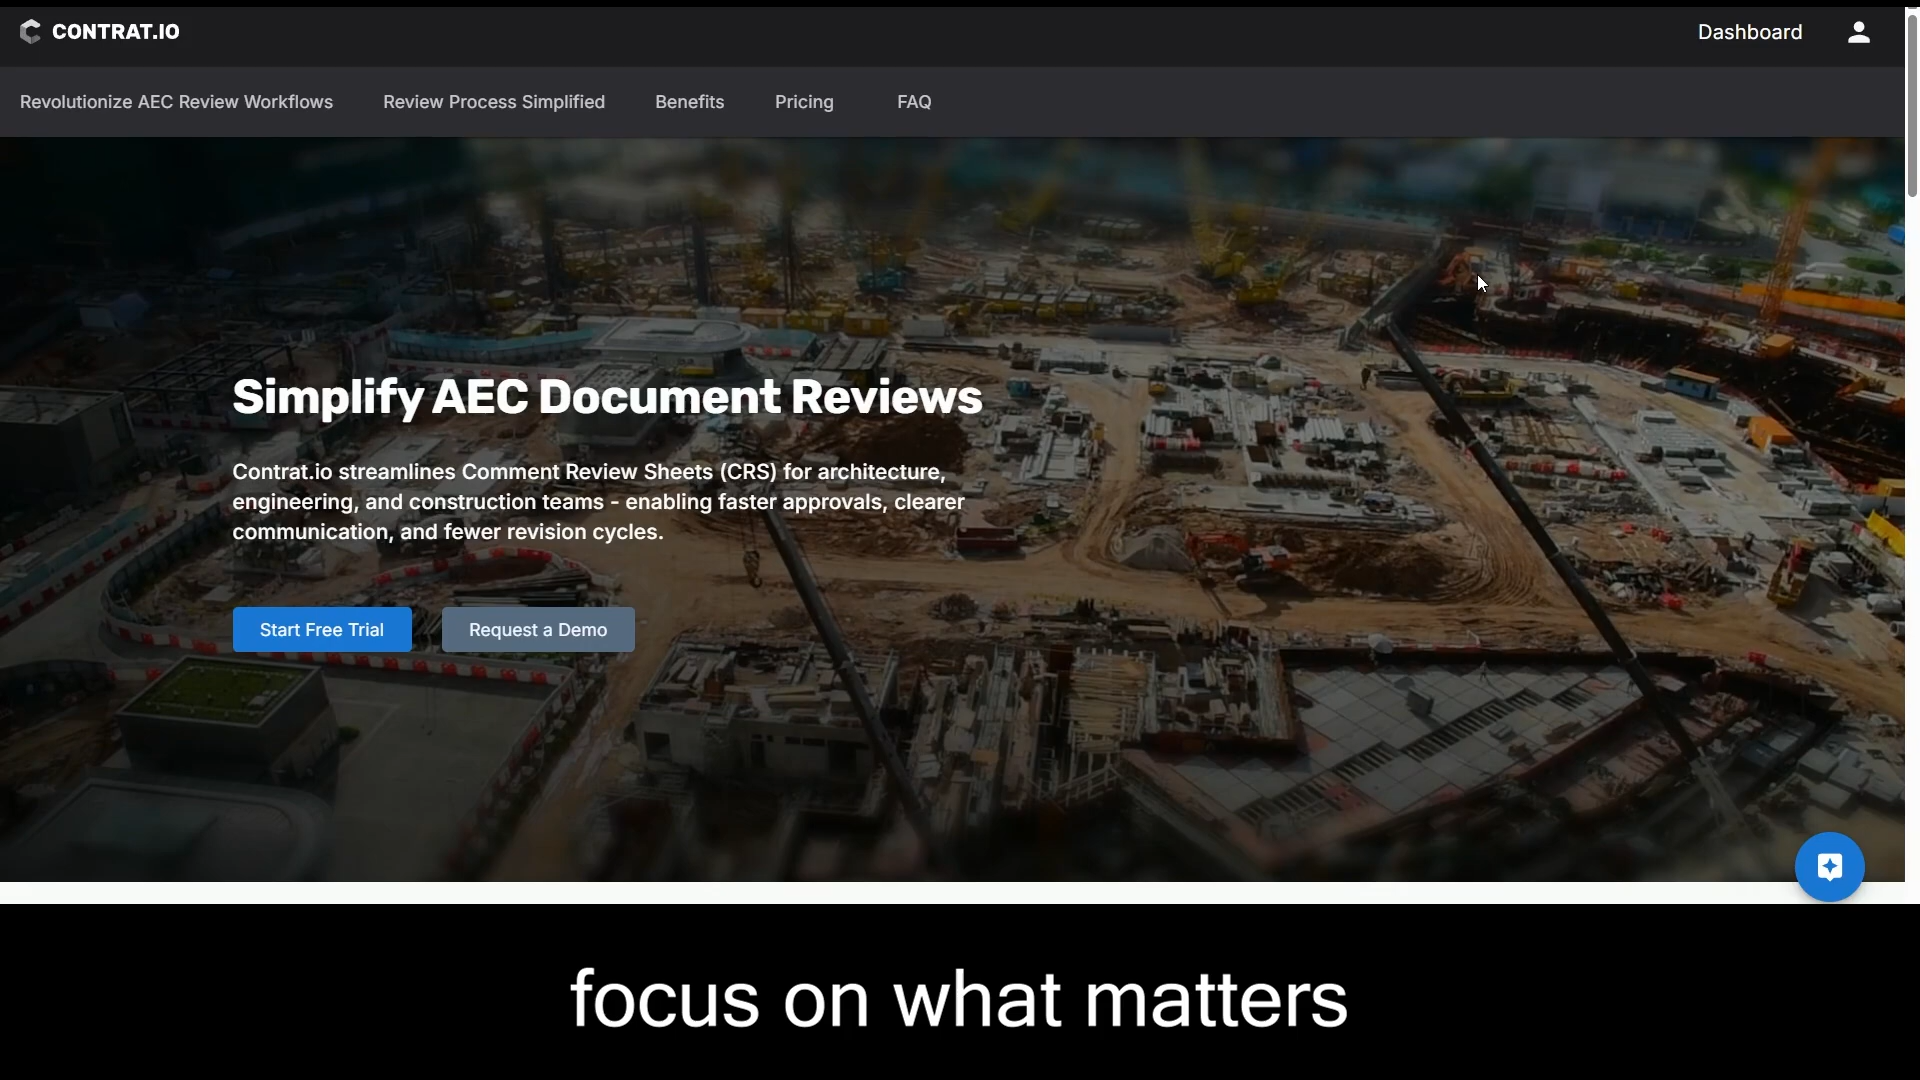 CONTRAT.IO
Dashboard
Revolutionize AEC Review Workflows
Review Process Simplified
Benefits
Pricing
FAQ
Simplify AEC Document Reviews
Contrat.io streamlines Comment Review Sheets (CRS) for architecture,
engineering, and construction teams - enabling faster approvals, clearer
communication, and fewer revision cycles.
Start Free Trial
Request a Demo
focus on what matters